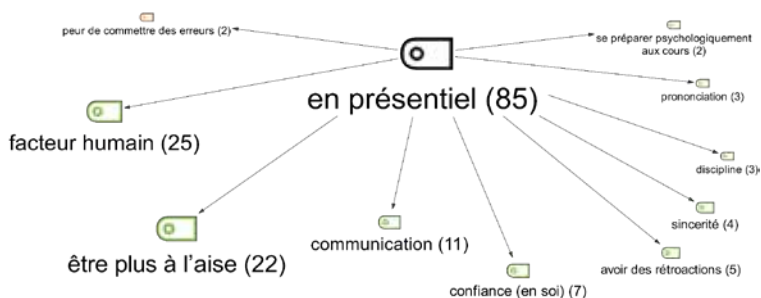 peur de commettre des erreurs (2)
se préparer psychologiquement
aux cours (2)
en présentiel (85)
prononciation (3)
facteur humain (25)
discipline (3)
sincerité (4)
communication (11)
être plus à l'aise (22)
avoir des rétroactions (5)
confiance (en soi) (7)